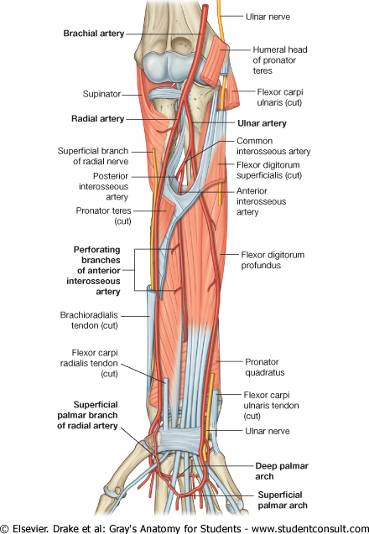 Ulnar nerve
Brachial artery
Humeral head
of pronator
teres
Supinator
Flexor carpi
ulnaris (cut)
Radial artery
Ulnar artery
Superficial branch
of radial nerve
Common
interosseous artery
Flexor digitorum
superficialis (cut)
Posterior
interosseous
artery
Anterior
interosseous
artery
Pronator teres
(cut)
Perforating
branches
of anterior
interosseous
artery
Flexor digitorum
profundus
Brachioradialis
tendon (cut)
Flexor carpi
radialis tendon
(cut)
Pronator
quadratus
Superficial
palmar branch
of radial artery
Flexor carpi
ulnaris tendon
(cut)
Ulnar nerve
Deep palmar
arch
Superficial
palmar arch
© Elsevier. Drake et al: Gray's Anatomy for Students - www.studentconsult.com